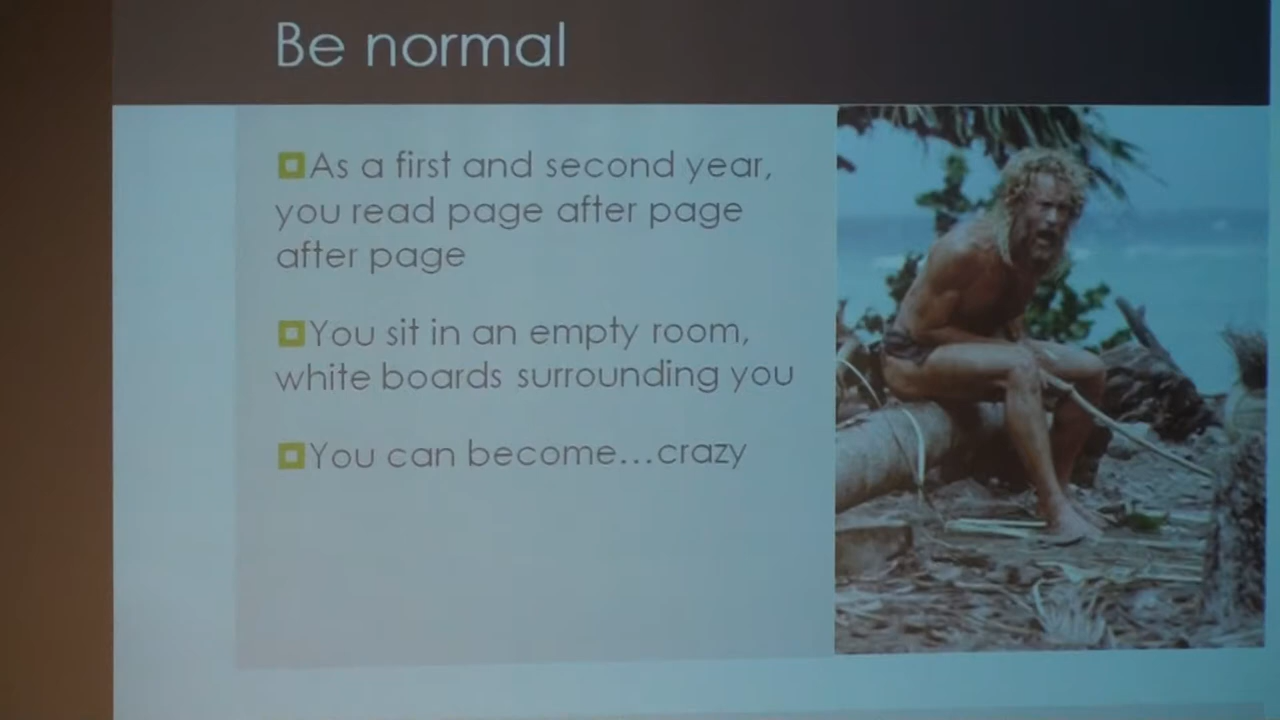 Be normal
As a first and second year,
you read page after page
after page
You sit in an empty room,
white boards surrounding you
You can become...crazy